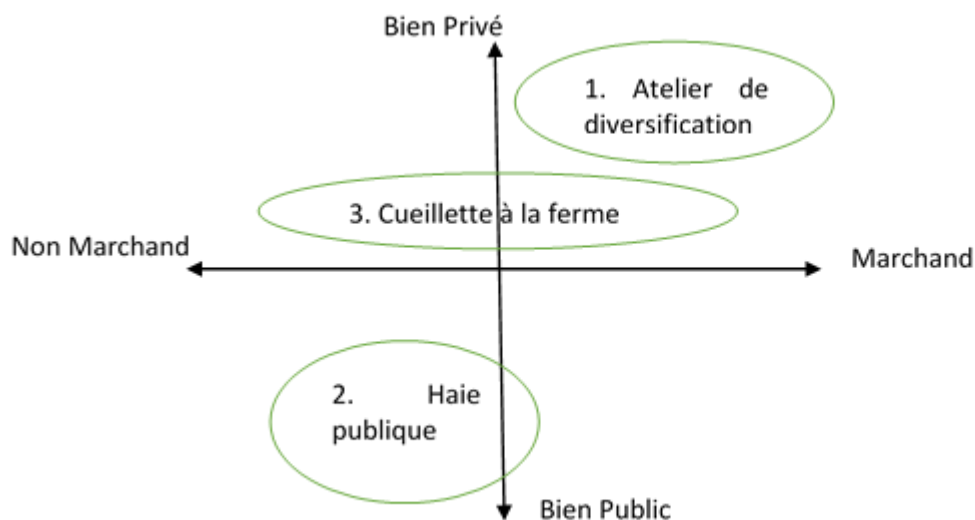 Bien Privé
1. Atelier de
diversification
3. Cueillette à la ferme
Non Marchand
Marchand
2. Haie
publique
Bien Public